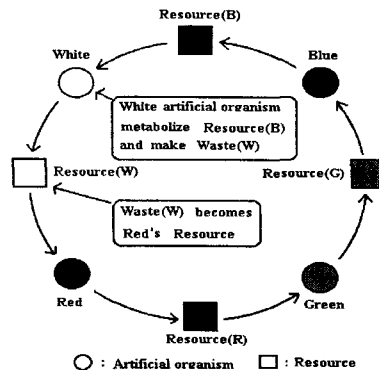 Resource(B)
White
Blue
White artificial organism
metabolize Resource(B)
and make Waste(W)
Resource(W)
Resource(G)
Waste(W) becomes
Red's Resource
Red
Green
Resource(R)
: Artificial organism
: Resource